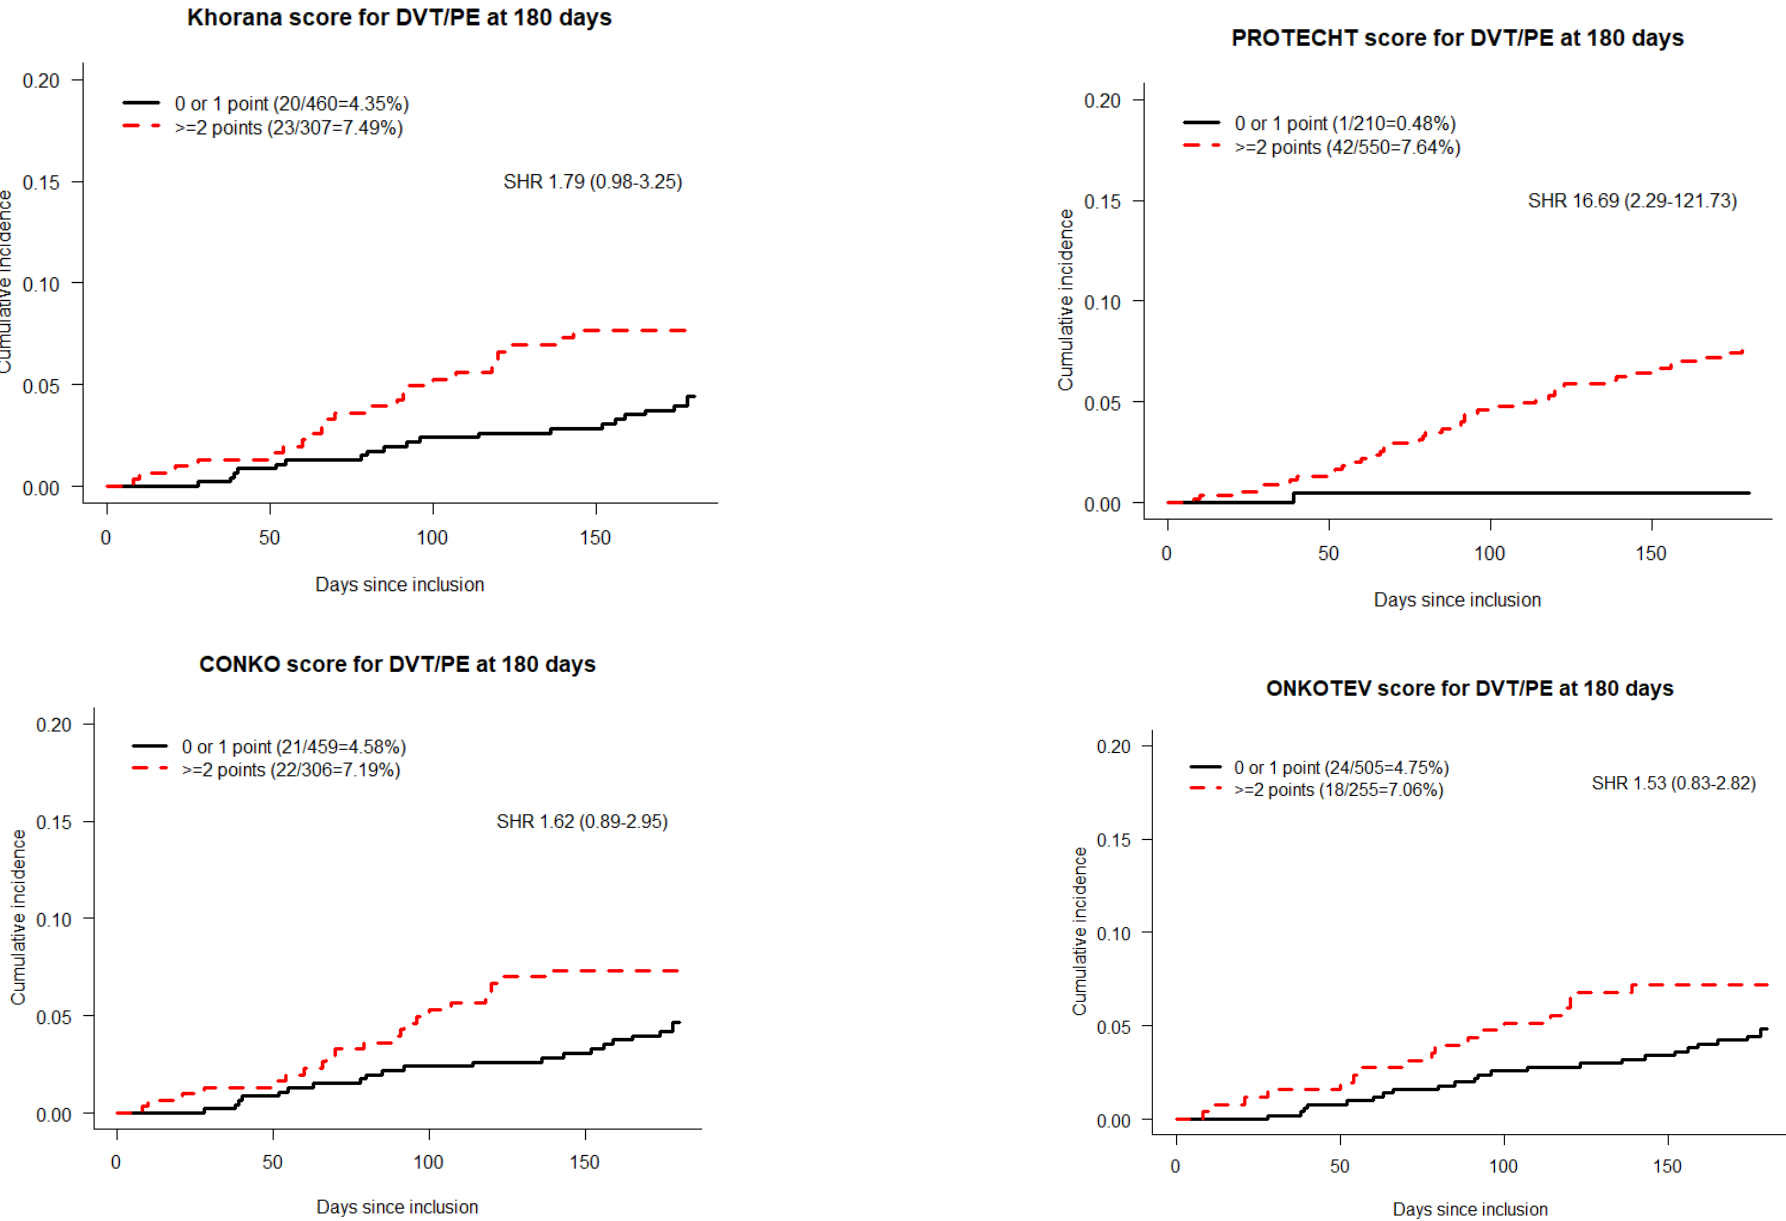 Khorana score for DVT/PE at 180 days
0.20
0.15
0.10
0.05
0.00
Cumulative incidence
0 or 1 point (20/460=4.35%)
>=2 points (23/307=7.49%)
SHR 1.79 (0.98-3.25)
0 50 100 150
Days since inclusion
PROTECHT score for DVT/PE at 180 days
0.20
0.15
0.10
0.05
0.00
Cumulative incidence
0 or 1 point (1/210=0.48%)
>=2 points (42/550=7.64%)
SHR 16.69 (2.29-121.73)
0 50 100 150
Days since inclusion
CONKO score for DVT/PE at 180 days
0.20
0.15
0.10
0.05
0.00
Cumulative incidence
0 or 1 point (21/459=4.58%)
>=2 points (22/306=7.19%)
SHR 1.62 (0.89-2.95)
0 50 100 150
Days since inclusion
ONKOTEV score for DVT/PE at 180 days
0.20
0.15
0.10
0.05
0.00
Cumulative incidence
0 or 1 point (24/505=4.75%)
>=2 points (18/255=7.06%)
SHR 1.53 (0.83-2.82)
0 50 100 150
Days since inclusion